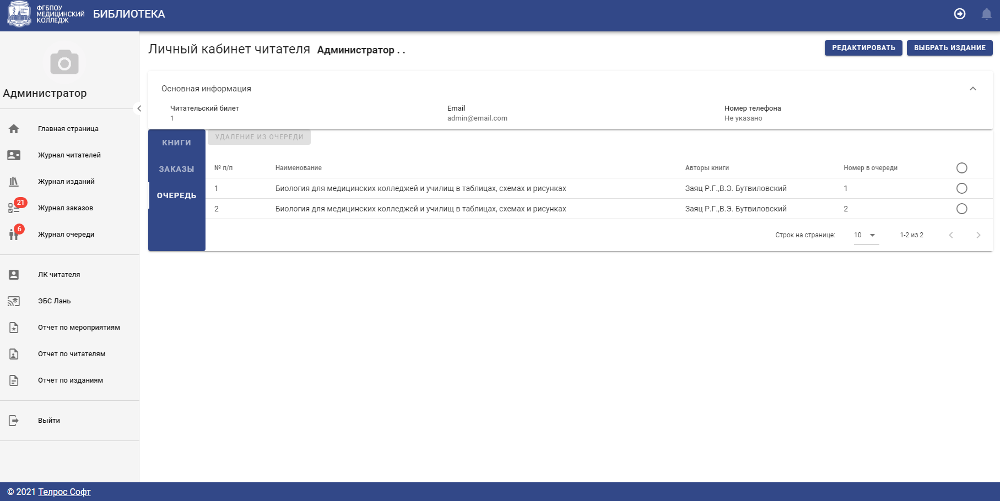 ФГБПОУ
МЕДИЦИНСКИЙ
КОЛЛЕДЖ
БИБЛИОТЕКА
Администратор
Главная страница
Журнал читателей
Журнал изданий
21
Журнал заказов
6
Журнал очереди
ЛК читателя
ЭБС Лань
Отчет по мероприятиям
Отчет по читателям
Отчет по изданиям
Выйти
Личный кабинет читателя Администратор . .
РЕДАКТИРОВАТЬ ВЫБРАТЬ ИЗДАНИЕ
Основная информация
Читательский билет Email Номер телефона
1 admin@email.com Не указано
КНИГИ
ЗАКАЗЫ
ОЧЕРЕДЬ
УДАЛЕНИЕ ИЗ ОЧЕРЕДИ
№ п/п Наименование Авторы книги Номер в очереди
1 Биология для медицинских колледжей и училищ в таблицах, схемах и рисунках Заяц Р.Г.,В.Э. Бутвиловский 1
2 Биология для медицинских колледжей и училищ в таблицах, схемах и рисунках Заяц Р.Г.,В.Э. Бутвиловский 2
Строк на странице: 10 1-2 из 2
© 2021 Телрос Софт